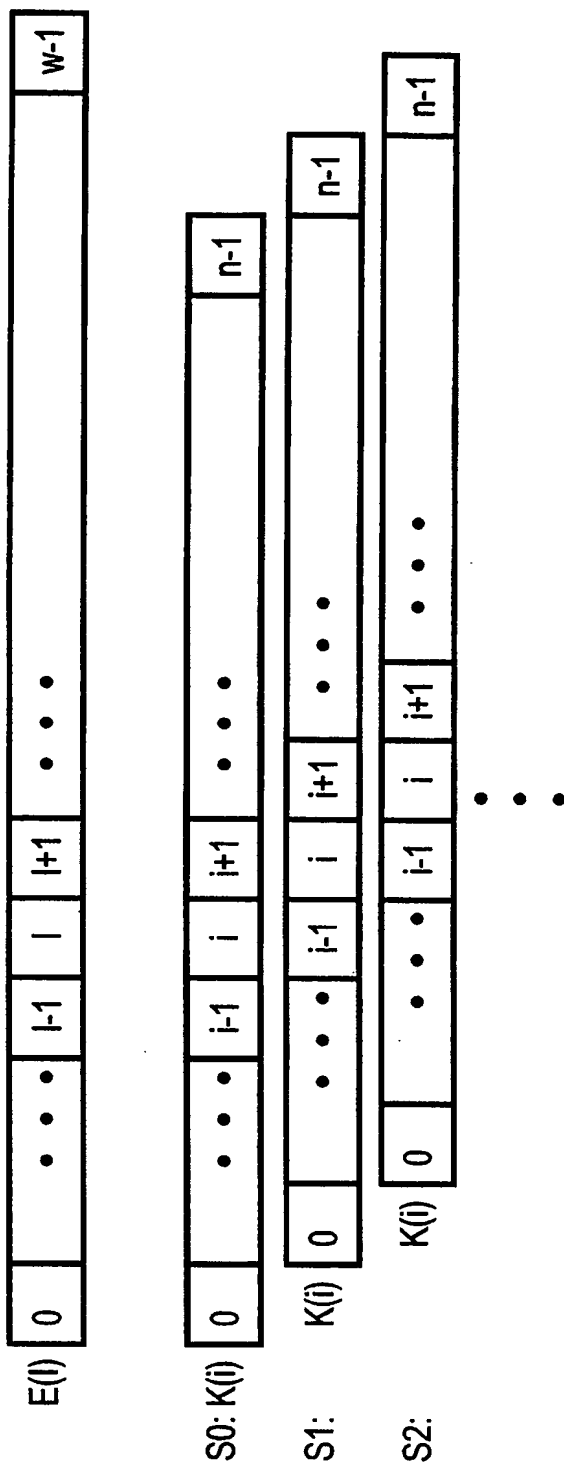 E(l) 0 • • • l-1 l l+1 • • • w-1
S0: K(i) 0 • • • i-1 i i+1 • • • n-1
S1: K(i) 0 • • • i-1 i i+1 • • • n-1
S2: K(i) 0 • • • i-1 i i+1 • • • n-1
• • •